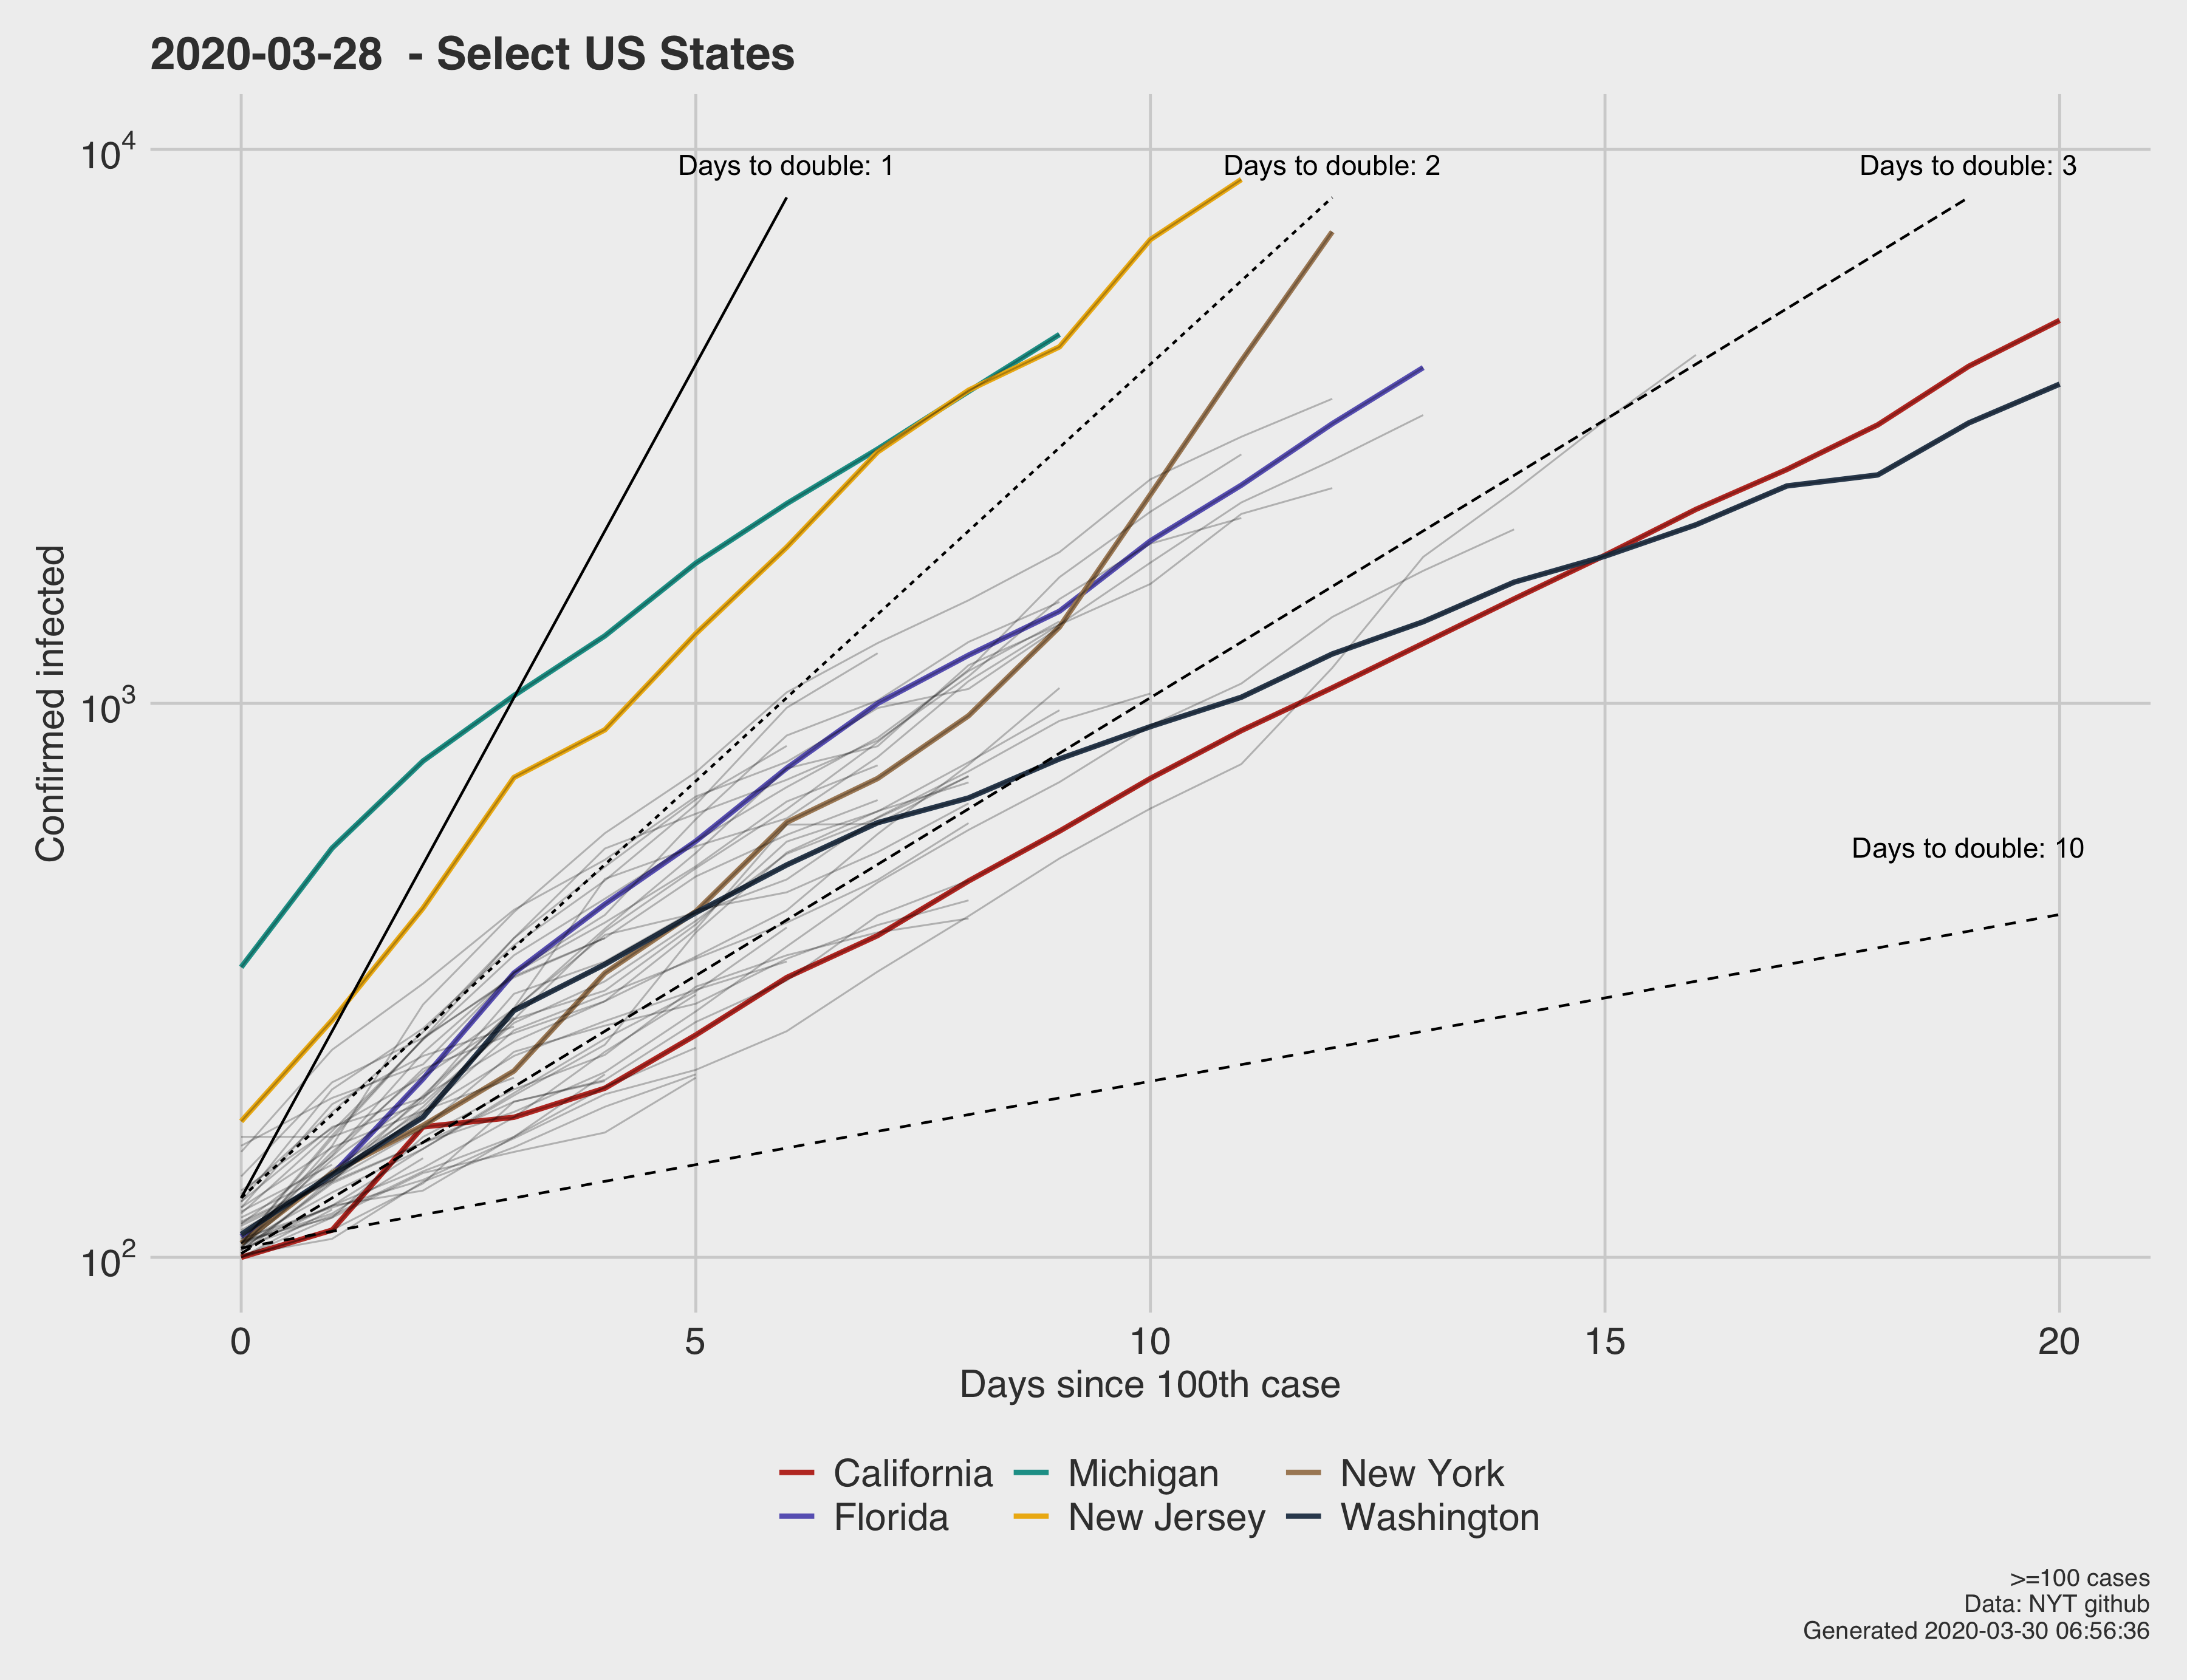 2020-03-28  - Select US States
10^4
Days to double: 1
Days to double: 2
Days to double: 3
Confirmed infected
10^3
Days to double: 10
10^2
0 5 10 15 20
Days since 100th case
California Michigan New York
Florida New Jersey Washington
>=100 cases
Data: NYT github
Generated 2020-03-30 06:56:36